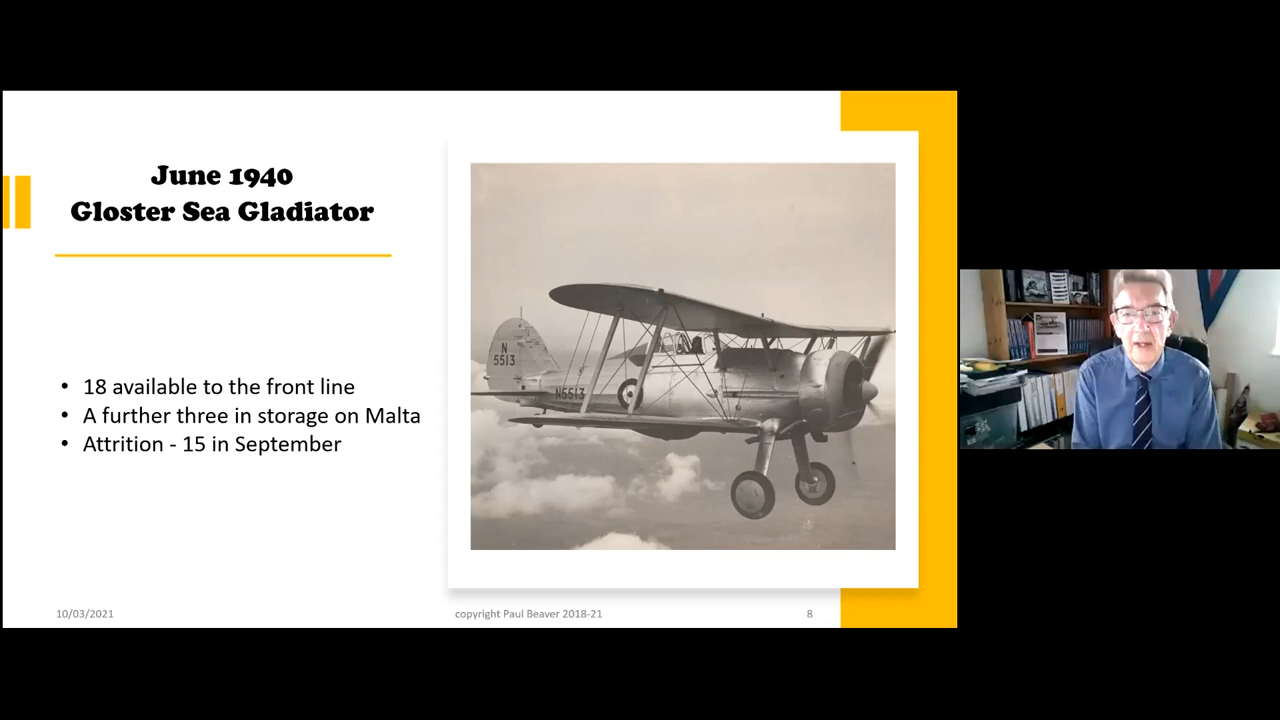 June 1940
Gloster Sea Gladiator
• 18 available to the front line
• A further three in storage on Malta
• Attrition - 15 in September
N
5513
N5513
10/03/2021
copyright Paul Beaver 2018-21
8